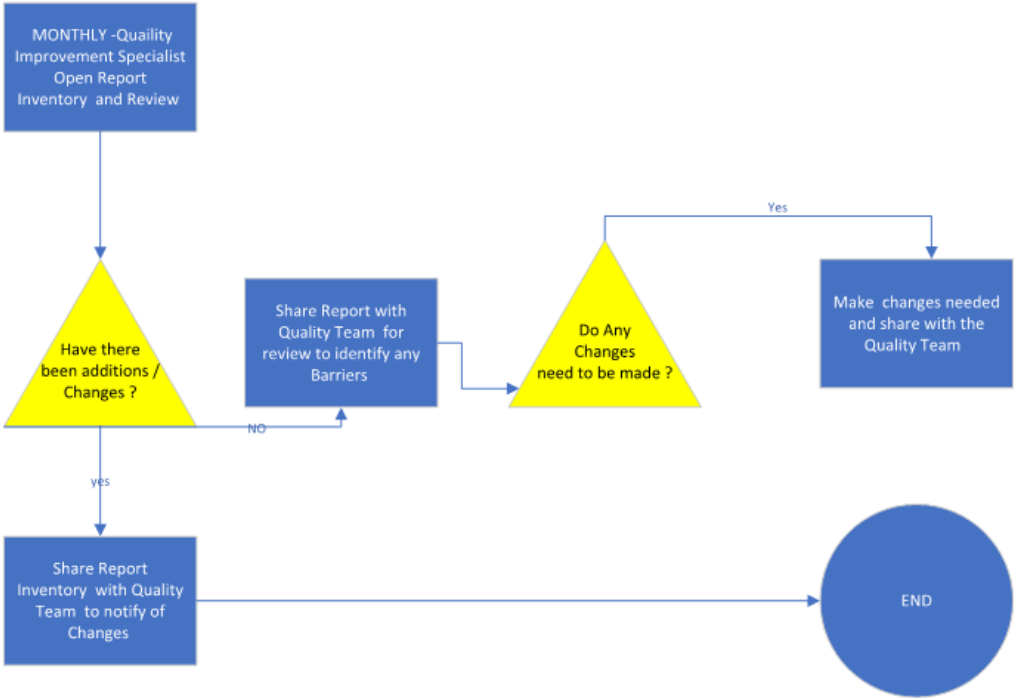 MONTHLY -Quaility
Improvement Specialist
Open Report
Inventory and Review
Have there
been additions /
Changes ?
NO
yes
Share Report
Inventory with Quality
Team to notify of
Changes
Share Report with
Quality Team for
review to identify any
Barriers
Do Any
Changes
need to be made ?
Yes
Make changes needed
and share with the
Quality Team
END